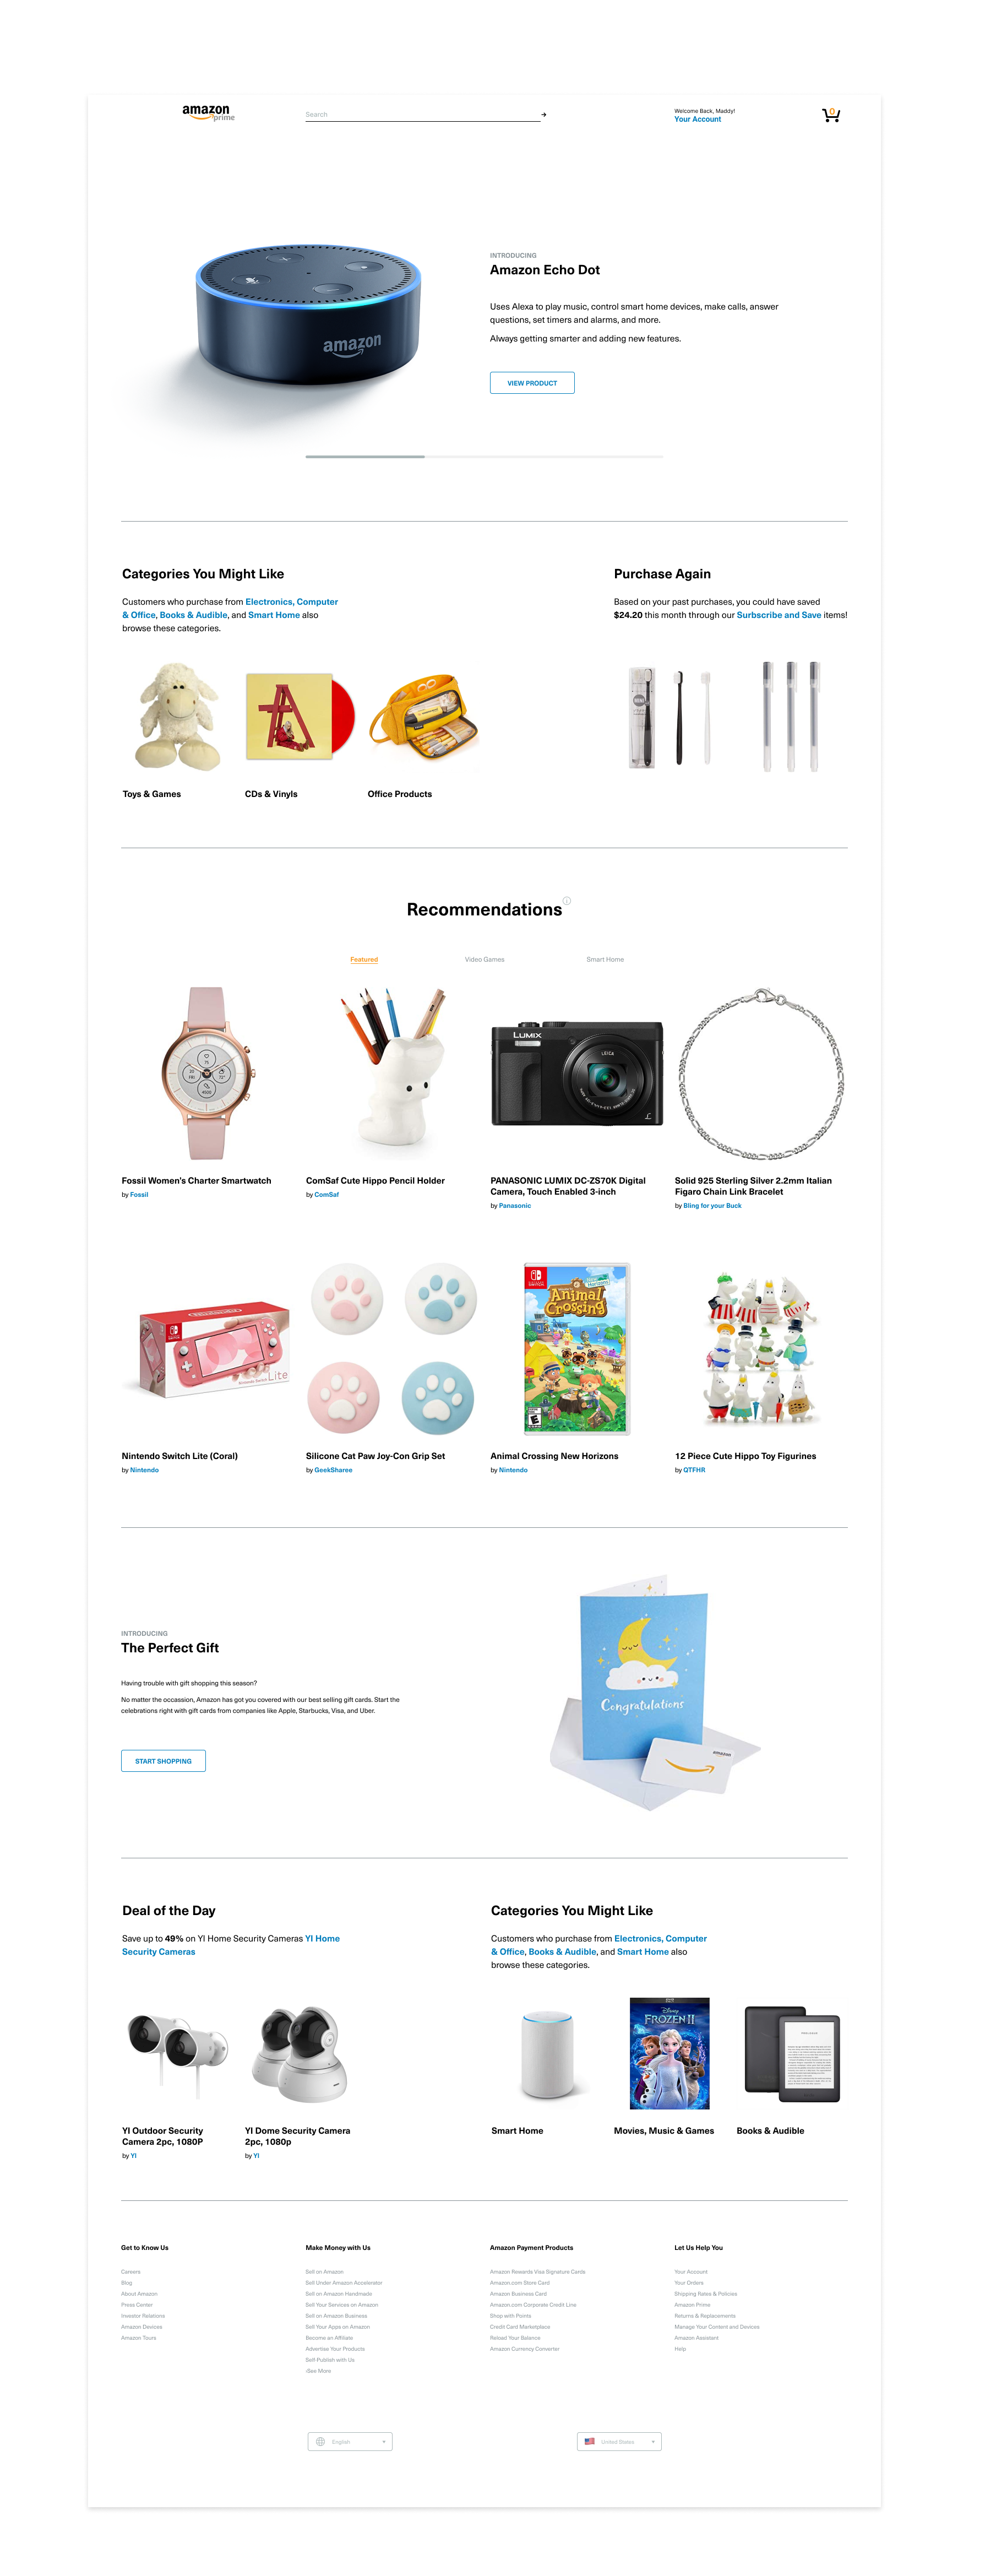 amazon
prime
Search
Welcome Back, Maddy!
Your Account
0
amazon
INTRODUCING
Amazon Echo Dot
Uses Alexa to play music, control smart home devices, make calls, answer
questions, set timers and alarms, and more.
Always getting smarter and adding new features.
VIEW PRODUCT
Categories You Might Like
Customers who purchase from Electronics, Computer
& Office, Books & Audible, and Smart Home also
browse these categories.
Toys & Games
CDs & Vinyls
Office Products
Purchase Again
Based on your past purchases, you could have saved
$24.20 this month through our Surbscribe and Save items!
Recommendations
Featured
Video Games
Smart Home
LUMIX
LEICA
Fossil Women's Charter Smartwatch
by Fossil
ComSaf Cute Hippo Pencil Holder
by ComSaf
PANASONIC LUMIX DC-ZS70K Digital
Camera, Touch Enabled 3-inch
by Panasonic
Solid 925 Sterling Silver 2.2mm Italian
Figaro Chain Link Bracelet
by Bling for your Buck
Nintendo Switch Lite
Animal Crossing
New Horizons
Nintendo Switch Lite (Coral)
by Nintendo
Silicone Cat Paw Joy-Con Grip Set
by GeekSharee
Animal Crossing New Horizons
by Nintendo
12 Piece Cute Hippo Toy Figurines
by QTFHR
INTRODUCING
The Perfect Gift
Having trouble with gift shopping this season?
No matter the occassion, Amazon has got you covered with our best selling gift cards. Start the
celebrations right with gift cards from companies like Apple, Starbucks, Visa, and Uber.
START SHOPPING
Congratulations
amazon
Deal of the Day
Save up to 49% on YI Home Security Cameras YI Home
Security Cameras
YI Outdoor Security
Camera 2pc, 1080P
by YI
YI Dome Security Camera
2pc, 1080p
by YI
Categories You Might Like
Customers who purchase from Electronics, Computer
& Office, Books & Audible, and Smart Home also
browse these categories.
Disney
FROZEN II
Smart Home
Movies, Music & Games
Books & Audible
Get to Know Us
Careers
Blog
About Amazon
Press Center
Investor Relations
Amazon Devices
Amazon Tours
Make Money with Us
Sell on Amazon
Sell Under Amazon Accelerator
Sell on Amazon Handmade
Sell Your Services on Amazon
Sell on Amazon Business
Sell Your Apps on Amazon
Become an Affiliate
Advertise Your Products
Self-Publish with Us
›See More
Amazon Payment Products
Amazon Rewards Visa Signature Cards
Amazon.com Store Card
Amazon Business Card
Amazon.com Corporate Credit Line
Shop with Points
Credit Card Marketplace
Reload Your Balance
Amazon Currency Converter
Let Us Help You
Your Account
Your Orders
Shipping Rates & Policies
Amazon Prime
Returns & Replacements
Manage Your Content and Devices
Amazon Assistant
Help
English
United States